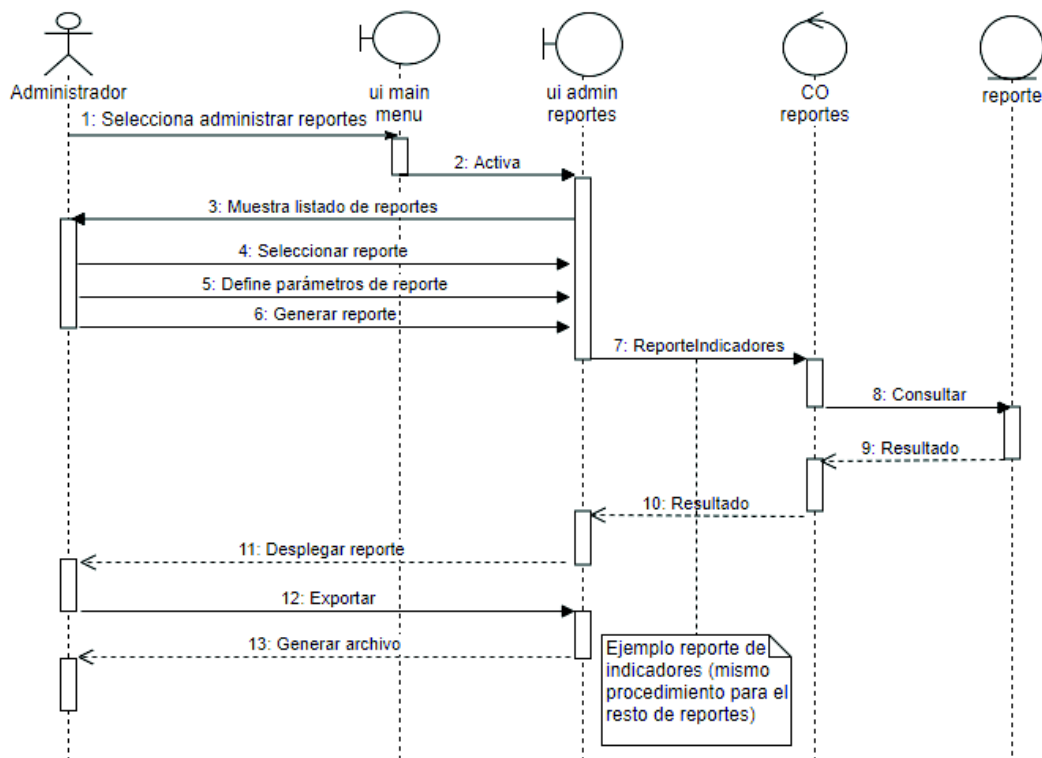 Administrador
ui main
menu
ui admin
reportes
CO
reportes
reporte
1: Selecciona administrar reportes
2: Activa
3: Muestra listado de reportes
4: Seleccionar reporte
5: Define parámetros de reporte
6: Generar reporte
7: ReporteIndicadores
8: Consultar
9: Resultado
10: Resultado
11: Desplegar reporte
12: Exportar
13: Generar archivo
Ejemplo reporte de
indicadores (mismo
procedimiento para el
resto de reportes)